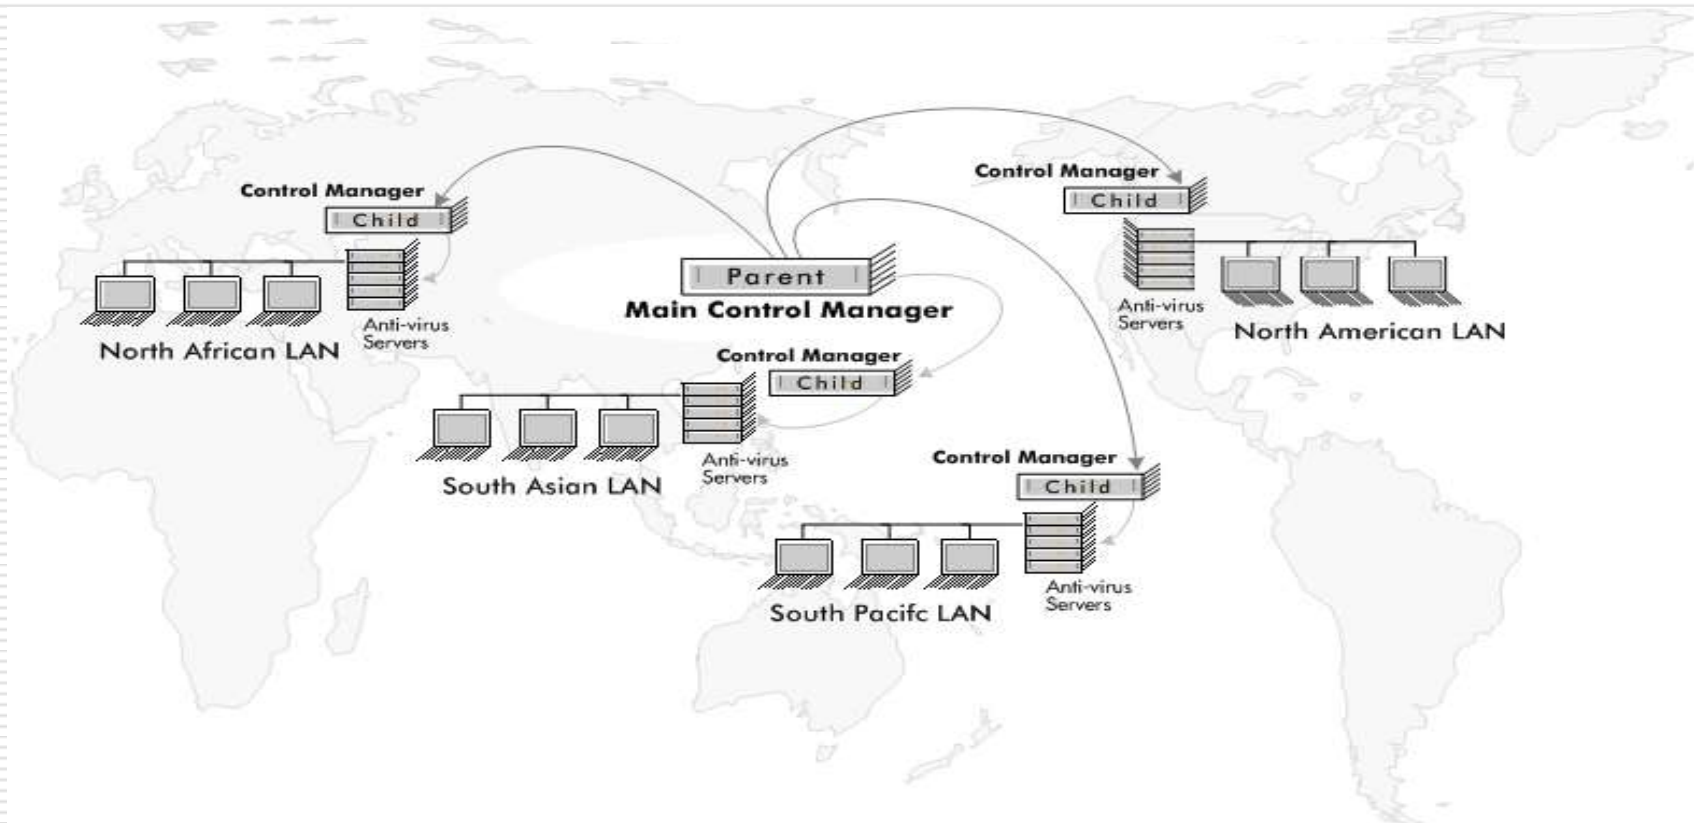 Control Manager
Child
Anti-virus
Servers
North African LAN
Parent
Main Control Manager
Control Manager
Child
Anti-virus
Servers
North American LAN
Control Manager
Child
Anti-virus
Servers
South Asian LAN
Control Manager
Child
Anti-virus
Servers
South Pacifc LAN